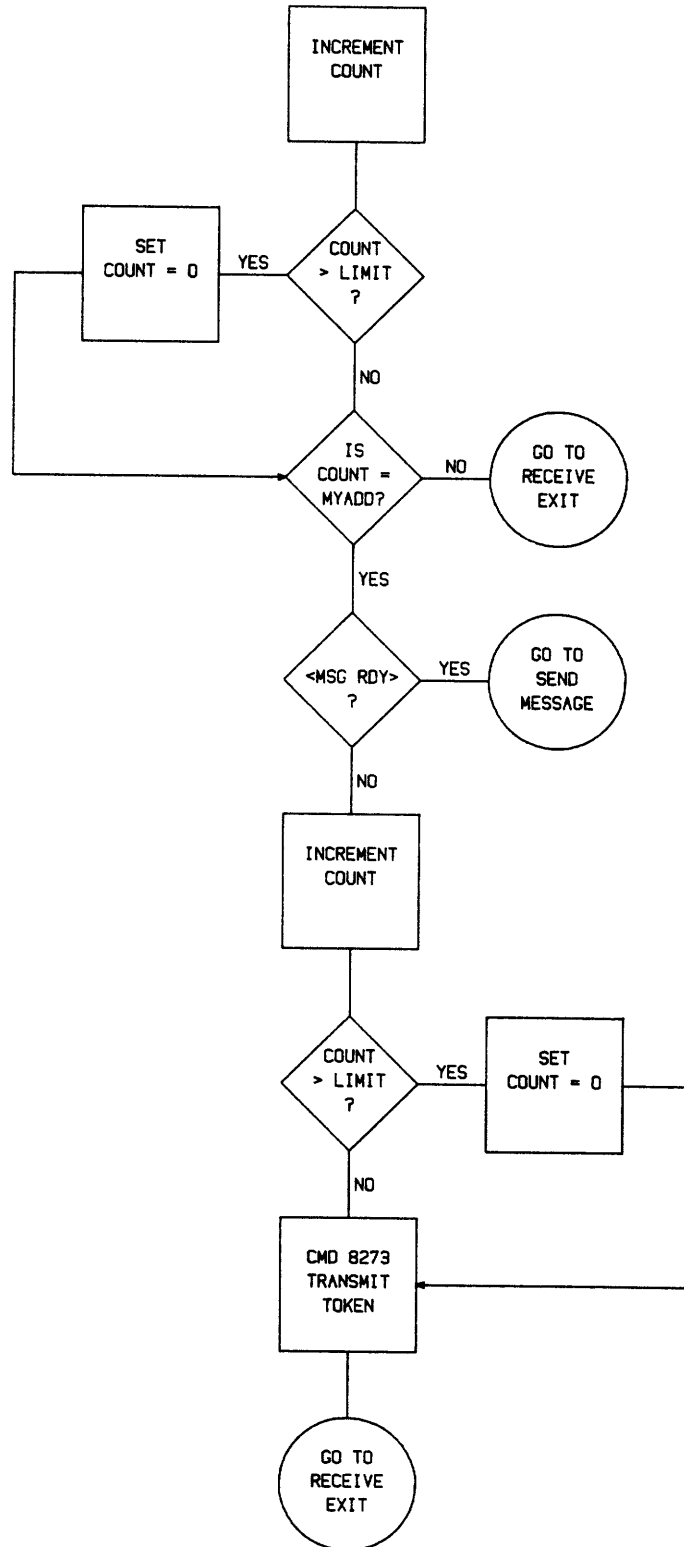 INCREMENT
COUNT
COUNT
> LIMIT
?
YES
SET
COUNT = 0
NO
IS
COUNT =
MYADD?
NO
GO TO
RECEIVE
EXIT
YES
<MSG RDY>
?
YES
GO TO
SEND
MESSAGE
NO
INCREMENT
COUNT
COUNT
> LIMIT
?
YES
SET
COUNT = 0
NO
CMD 8273
TRANSMIT
TOKEN
GO TO
RECEIVE
EXIT